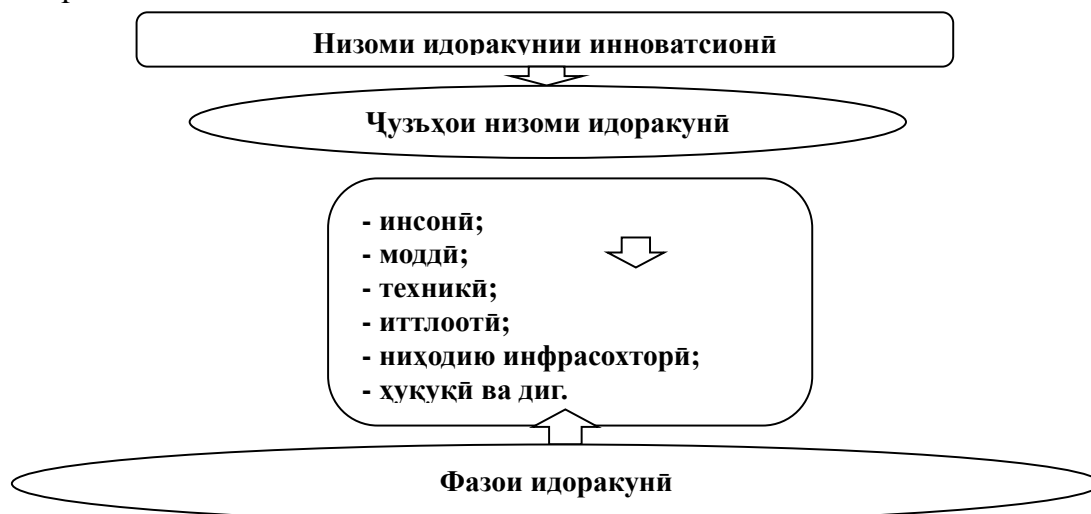 Низоми идоракунии инноватсионӣ
Ҷузъҳои низоми идоракунӣ
- инсонӣ;
- моддӣ;
- техникӣ;
- иттлоотӣ;
- ниҳодию инфрасохторӣ;
- ҳуқуқӣ ва диг.
Фазои идоракунӣ